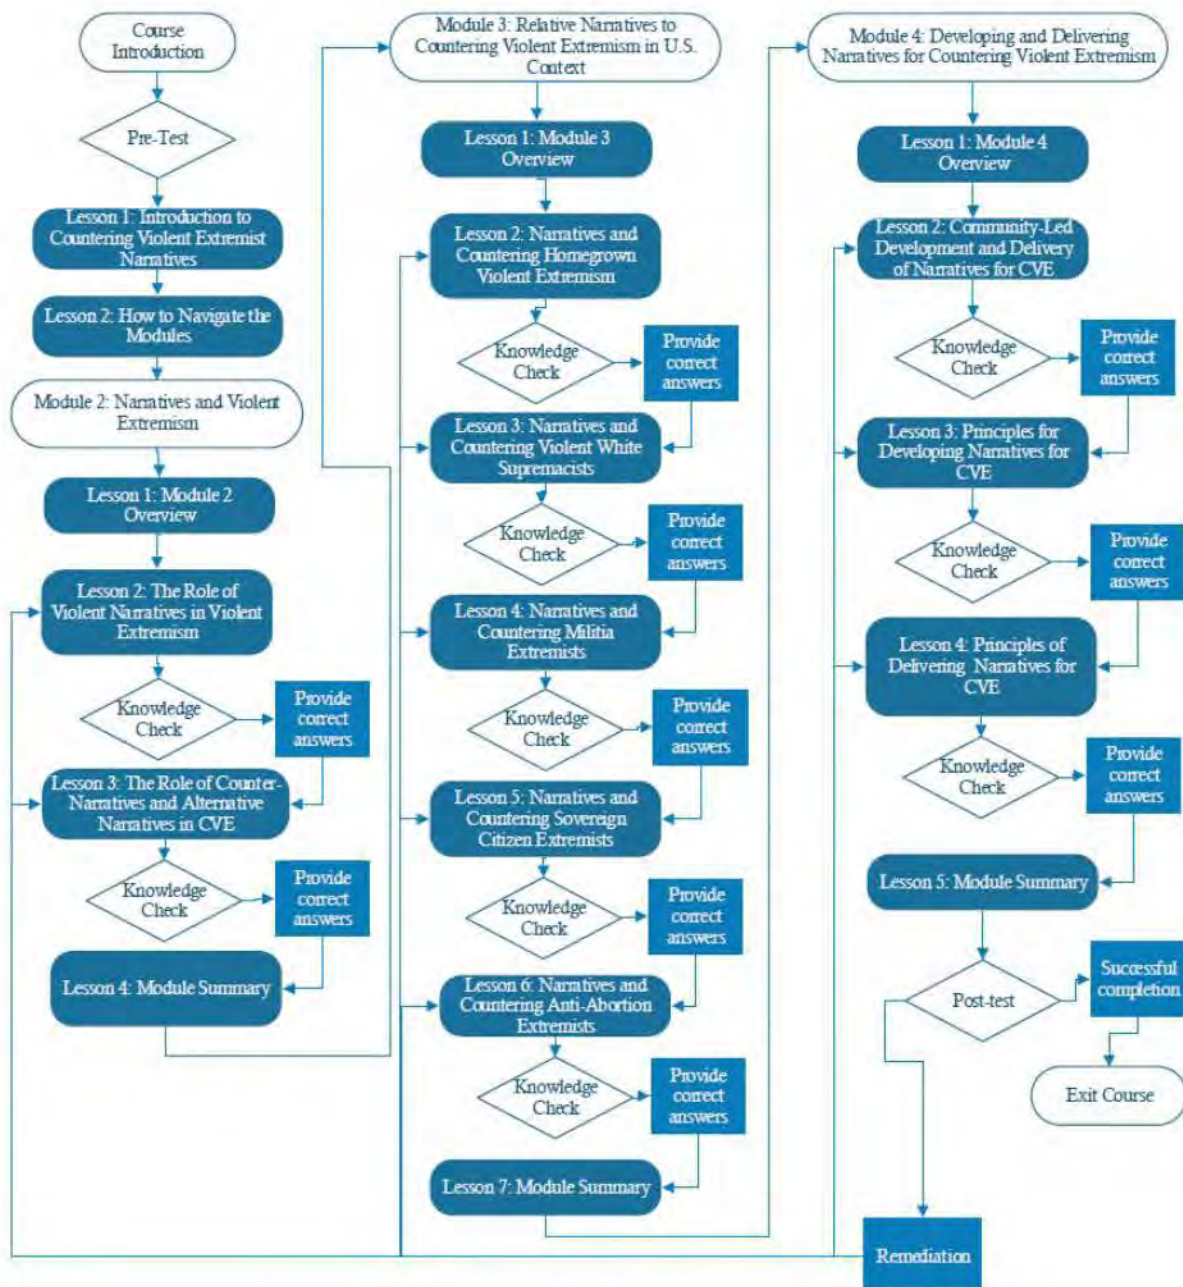 Course
Introduction
Pre-Test
Lesson 1: Introduction to
Countering Violent Extremist
Narratives
Lesson 2: How to Navigate the
Modules
Module 2: Narratives and Violent
Extremism
Lesson 1: Module 2
Overview
Lesson 2: The Role of
Violent Narratives in Violent
Extremism
Knowledge
Check
Provide
correct
answers
Lesson 3: The Role of Counter-
Narratives and Alternative
Narratives in CVE
Knowledge
Check
Provide
correct
answers
Lesson 4: Module Summary
Module 3: Relative Narratives to
Countering Violent Extremism in U.S.
Context
Lesson 1: Module 3
Overview
Lesson 2: Narratives and
Countering Homegrown
Violent Extremism
Knowledge
Check
Provide
correct
answers
Lesson 3: Narratives and
Countering Violent White
Supremacists
Knowledge
Check
Provide
correct
answers
Lesson 4: Narratives and
Countering Militia
Extremists
Knowledge
Check
Provide
correct
answers
Lesson 5: Narratives and
Countering Sovereign
Citizen Extremists
Knowledge
Check
Provide
correct
answers
Lesson 6: Narratives and
Countering Anti-Abortion
Extremists
Knowledge
Check
Provide
correct
answers
Lesson 7: Module Summary
Module 4: Developing and Delivering
Narratives for Countering Violent Extremism
Lesson 1: Module 4
Overview
Lesson 2: Community-Led
Development and Delivery
of Narratives for CVE
Knowledge
Check
Provide
correct
answers
Lesson 3: Principles for
Developing Narratives for
CVE
Knowledge
Check
Provide
correct
answers
Lesson 4: Principles of
Delivering Narratives for
CVE
Knowledge
Check
Provide
correct
answers
Lesson 5: Module Summary
Post-test
Successful
completion
Exit Course
Remediation